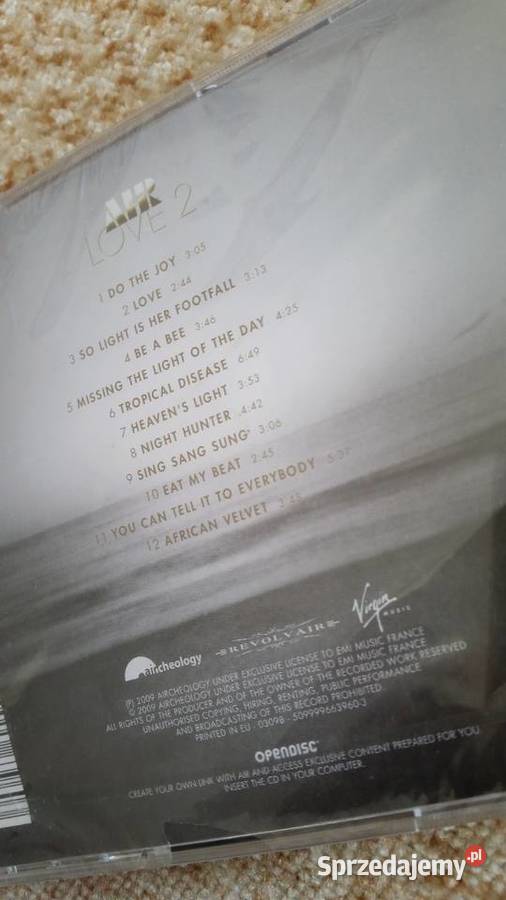 AIR
LOVE 2
1 DO THE JOY 3:05
2 LOVE 2:44
3 SO LIGHT IS HER FOOTFALL 3:13
4 BE A BEE 3:46
5 MISSING THE LIGHT OF THE DAY 4:25
6 TROPICAL DISEASE 6:49
7 HEAVEN'S LIGHT 3:53
8 NIGHT HUNTER 4:42
9 SING SANG SUNG 3:08
10 EAT MY BEAT 2:45
11 YOU CAN TELL IT TO EVERYBODY 5:37
12 AFRICAN VELVET 3:45
aircheology
REVOLVAIR
Virgin
MUSIC
℗ 2009 AIRCHEOLOGY UNDER EXCLUSIVE LICENSE TO EMI MUSIC FRANCE
© 2009 AIRCHEOLOGY UNDER EXCLUSIVE LICENSE TO EMI MUSIC FRANCE
ALL RIGHTS OF THE PRODUCER AND OF THE OWNER OF THE RECORDED WORK RESERVED
UNAUTHORISED COPYING, HIRING, RENTING, PUBLIC PERFORMANCE
AND BROADCASTING OF THIS RECORD PROHIBITED
PRINTED IN EU - 03098 - 509999663960-3
OPENDISC
CREATE YOUR OWN LINK WITH AIR AND ACCESS EXCLUSIVE CONTENT PREPARED FOR YOU
INSERT THE CD IN YOUR COMPUTER.
Sprzedajemy.pl